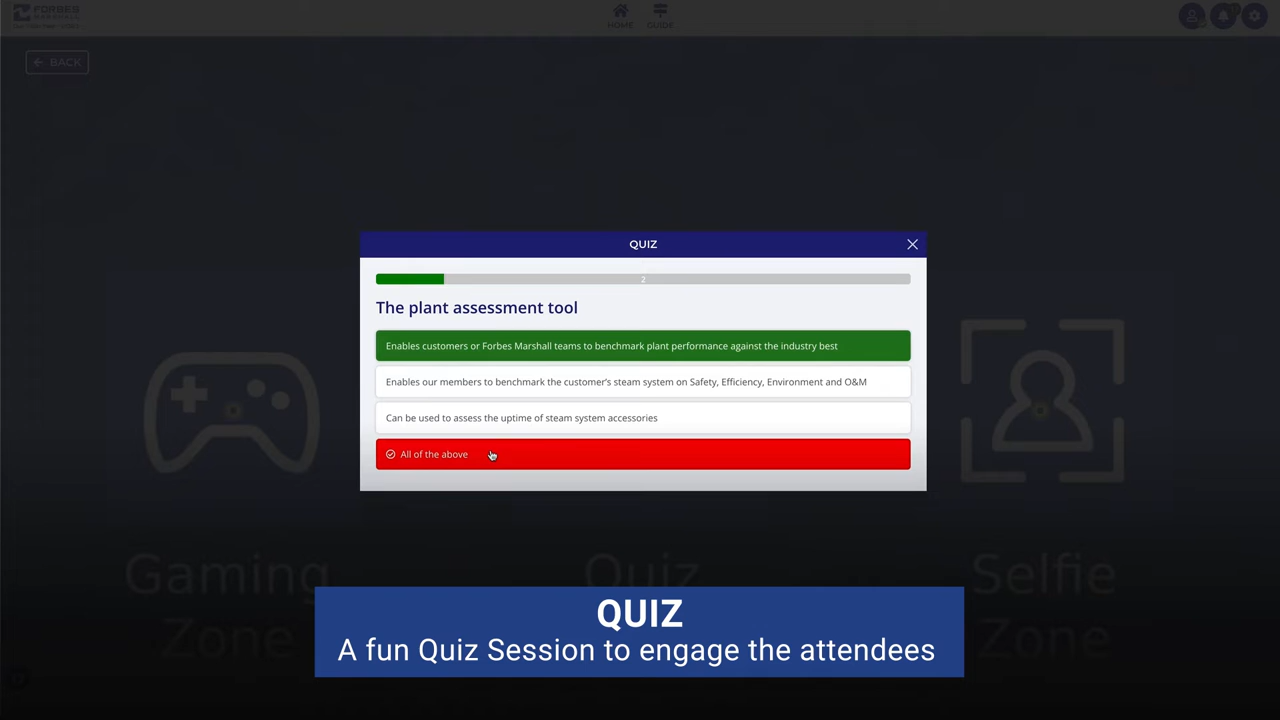 FORBES
MARSHALL
HOME
GUIDE
BACK
QUIZ
2
The plant assessment tool
Enables customers or Forbes Marshall teams to benchmark plant performance against the industry best
Enables our members to benchmark the customer's steam system on Safety, Efficiency, Environment and O&M
Can be used to assess the uptime of steam system accessories
All of the above
Gaming
Zone
Quiz
Selfie
Zone
QUIZ
A fun Quiz Session to engage the attendees